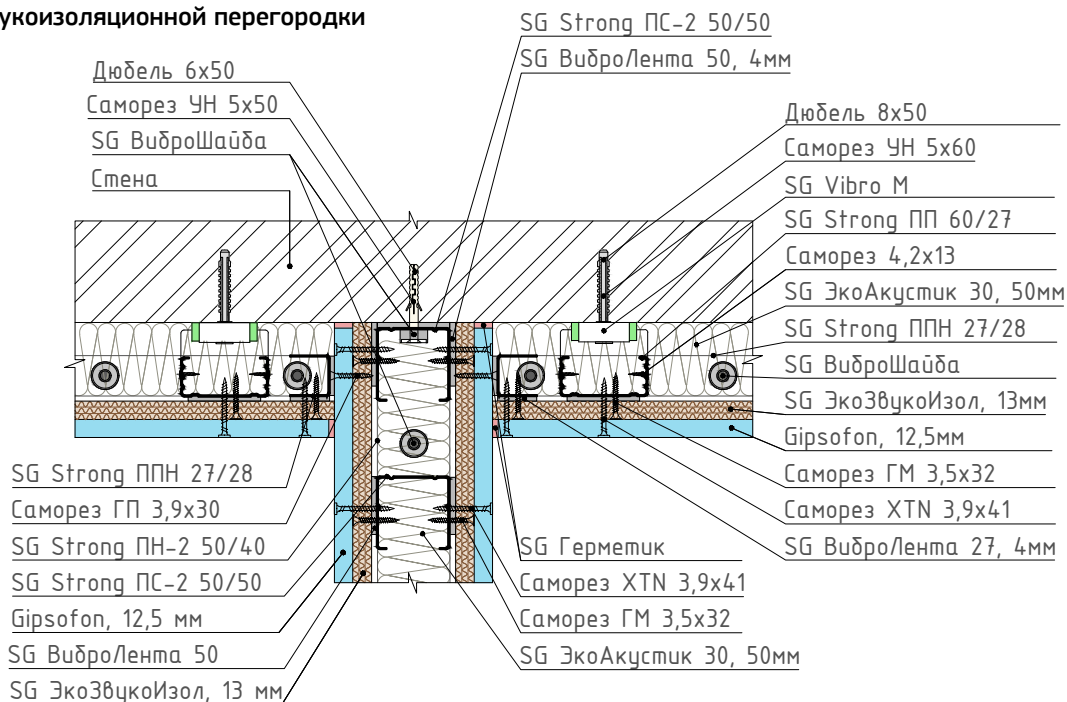 укоизоляционной перегородки
Дюбель 6х50
Саморез УН 5х50
SG ВиброШайба
Стена
SG Strong ПС-2 50/50
SG ВиброЛента 50, 4мм
Дюбель 8х50
Саморез УН 5х60
SG Vibro M
SG Strong ПП 60/27
Саморез 4,2х13
SG ЭкоАкустик 30, 50мм
SG Strong ППН 27/28
SG ВиброШайба
SG ЭкоЗвукоИзол, 13мм
Gipsofon, 12,5мм
Саморез ГМ 3,5х32
Саморез XTN 3,9х41
SG ВиброЛента 27, 4мм
SG Strong ППН 27/28
Саморез ГП 3,9х30
SG Strong ПН-2 50/40
SG Strong ПС-2 50/50
Gipsofon, 12,5 мм
SG ВиброЛента 50
SG ЭкоЗвукоИзол, 13 мм
SG Герметик
Саморез XTN 3,9х41
Саморез ГМ 3,5х32
SG ЭкоАкустик 30, 50мм